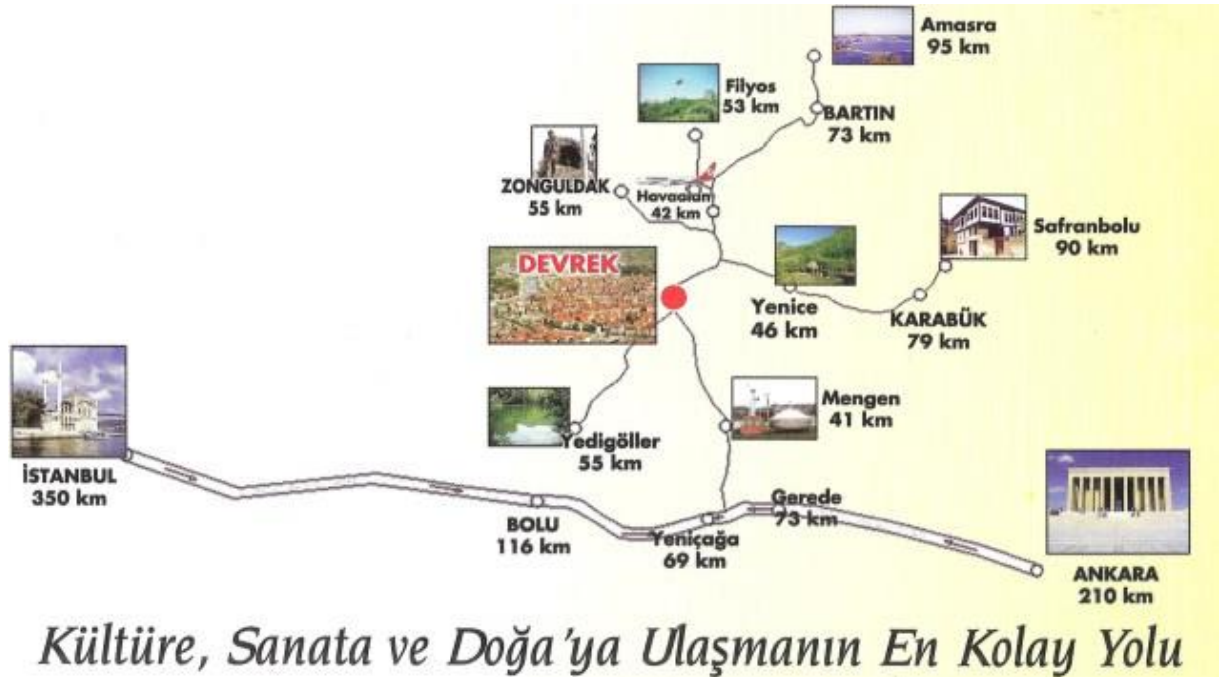 Amasra
95 km
Filyos
53 km
BARTIN
73 km
ZONGULDAK
55 km
Havaalanı
42 km
Safranbolu
90 km
DEVREK
Yenice
46 km
KARABÜK
79 km
Mengen
41 km
Yedigöller
55 km
İSTANBUL
350 km
BOLU
116 km
Yeniçağa
69 km
Gerede
73 km
ANKARA
210 km
Kültüre, Sanata ve Doğa'ya Ulaşmanın En Kolay Yolu